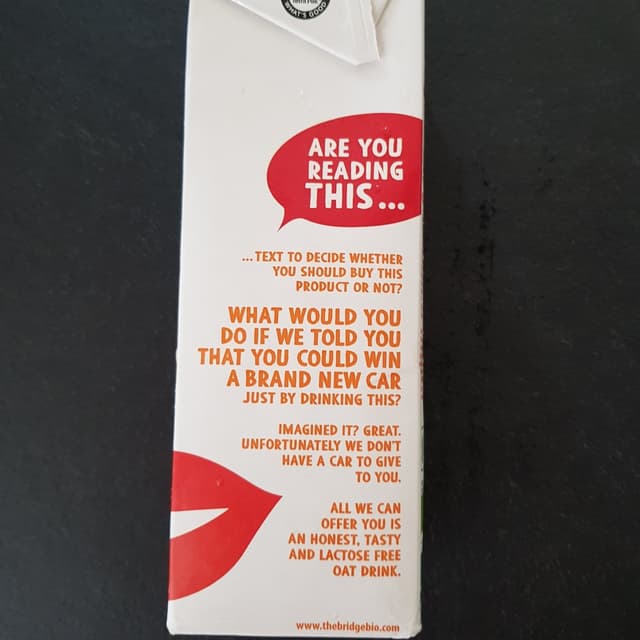 WHAT'S GOOD
ARE YOU
READING
THIS...
...TEXT TO DECIDE WHETHER
YOU SHOULD BUY THIS
PRODUCT OR NOT?
WHAT WOULD YOU
DO IF WE TOLD YOU
THAT YOU COULD WIN
A BRAND NEW CAR
JUST BY DRINKING THIS?
IMAGINED IT? GREAT.
UNFORTUNATELY WE DON'T
HAVE A CAR TO GIVE
TO YOU.
ALL WE CAN
OFFER YOU IS
AN HONEST, TASTY
AND LACTOSE FREE
OAT DRINK.
www.thebridgebio.com